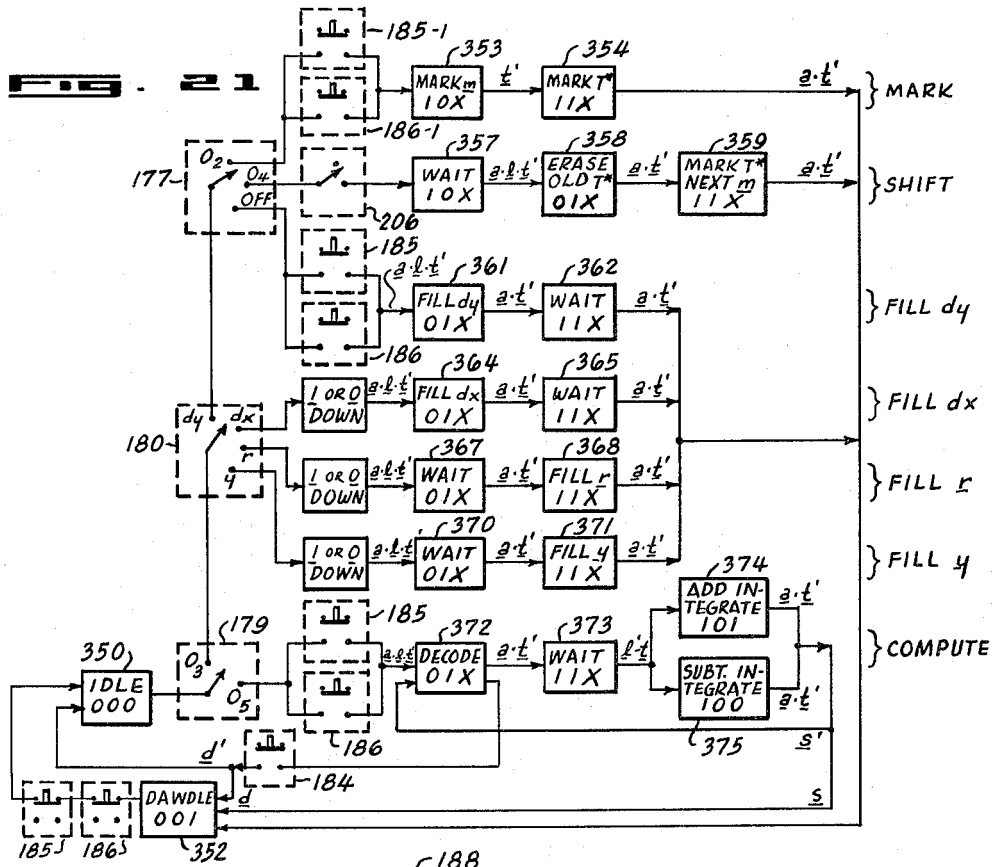 FIG. 21
185-1
353
354
MARK m
10X
t'
MARK T*
11X
a·t'
} MARK
186-1
357
358
359
177
O2
O4
OFF
WAIT
10X
a·l·t'
ERASE
OLD T*
01X
a·t'
MARK T*
NEXT m
11X
a·t'
} SHIFT
206
185
a·l·t'
361
362
FILL dy
01X
a·t'
WAIT
11X
a·t'
} FILL dy
186
364
365
180
dy
dx
r
y
1 OR 0
DOWN
a·l·t'
FILL dx
01X
a·t'
WAIT
11X
a·t'
} FILL dx
367
368
1 OR 0
DOWN
a·l·t'
WAIT
01X
a·t'
FILL r
11X
a·t'
} FILL r
370
371
1 OR 0
DOWN
a·l·t'
WAIT
01X
a·t'
FILL y
11X
a·t'
} FILL y
374
ADD IN-
TEGRATE
101
a·t'
350
179
185
372
373
IDLE
000
O3
O5
a·l·t
DECODE
01X
a·t'
WAIT
11X
l'·t
} COMPUTE
SUBT. IN-
TEGRATE
100
a·t'
186
375
s'
d'
184
d
s
DAWDLE
001
185
186
352
188